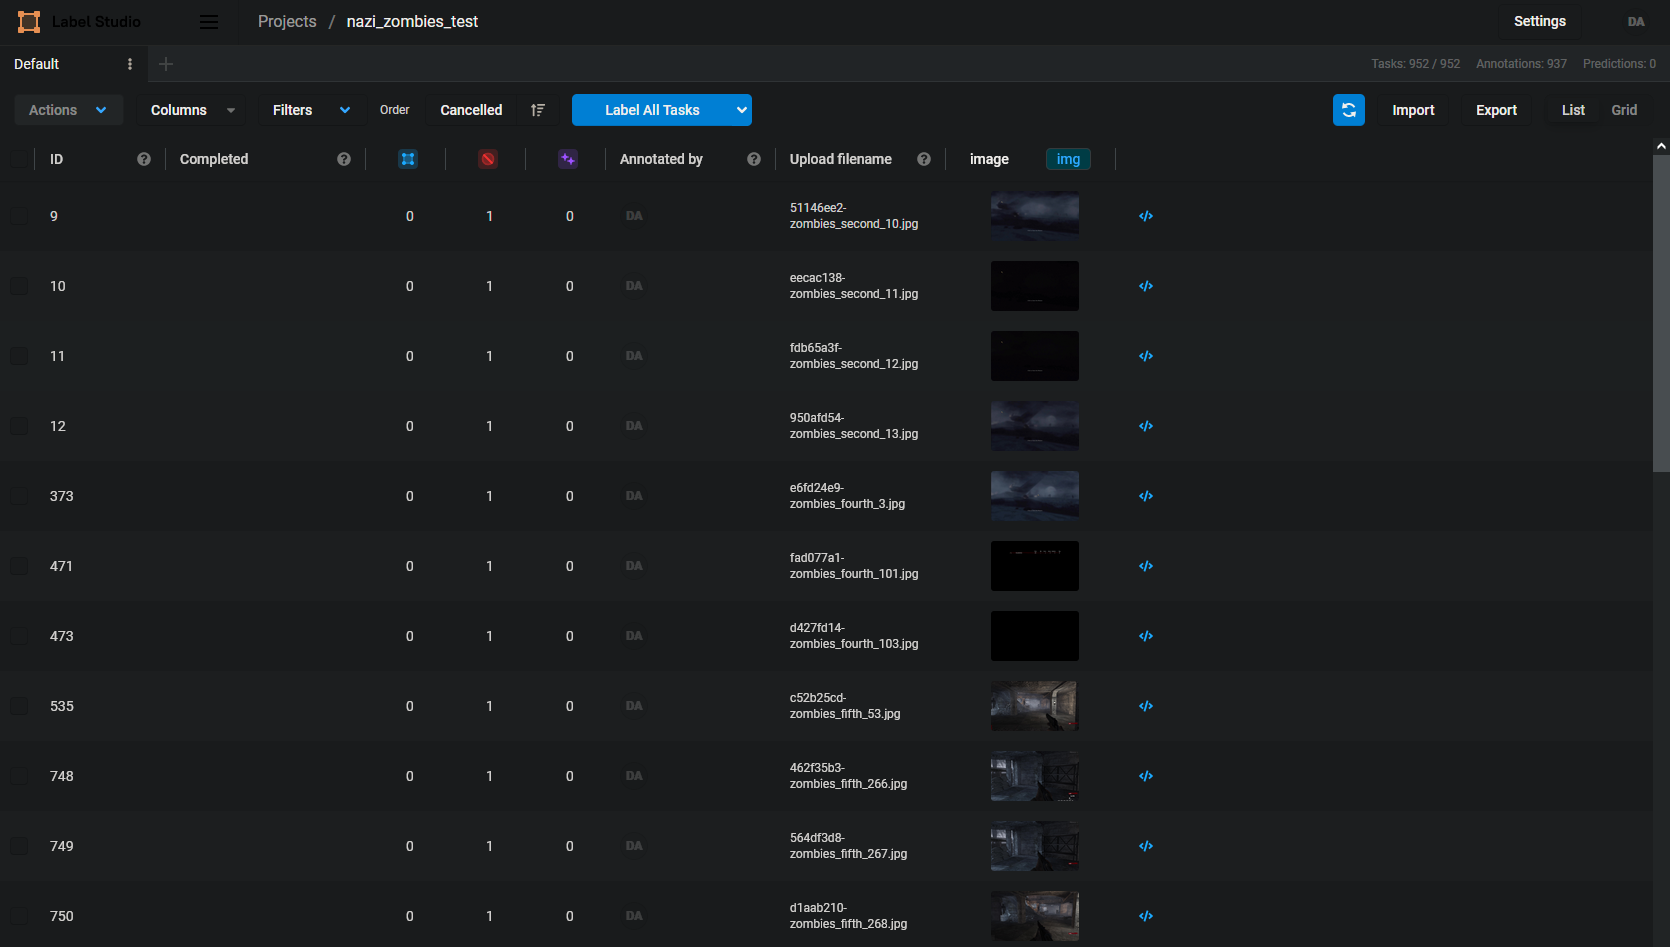 Label Studio
Projects / nazi_zombies_test
Settings
DA
Default
Tasks: 952 / 952 Annotations: 937 Predictions: 0
Actions Columns Filters Order Cancelled Label All Tasks Import Export List Grid
ID Completed Annotated by Upload filename image img
9 0 1 0 DA 51146ee2-
zombies_second_10.jpg
10 0 1 0 DA eecac138-
zombies_second_11.jpg
11 0 1 0 DA fdb65a3f-
zombies_second_12.jpg
12 0 1 0 DA 950afd54-
zombies_second_13.jpg
373 0 1 0 DA e6fd24e9-
zombies_fourth_3.jpg
471 0 1 0 DA fad077a1-
zombies_fourth_101.jpg
473 0 1 0 DA d427fd14-
zombies_fourth_103.jpg
535 0 1 0 DA c52b25cd-
zombies_fifth_53.jpg
748 0 1 0 DA 462f35b3-
zombies_fifth_266.jpg
749 0 1 0 DA 564df3d8-
zombies_fifth_267.jpg
750 0 1 0 DA d1aab210-
zombies_fifth_268.jpg